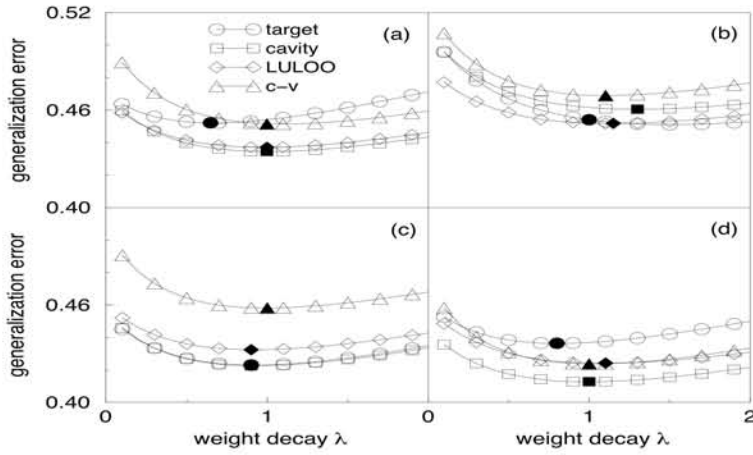 0.52
target
cavity
LULOO
c-v
(a)
(b)
0.46
0.40
generalization error
(c)
(d)
0.46
0.40
generalization error
0 1 0 1 2
weight decay λ weight decay λ